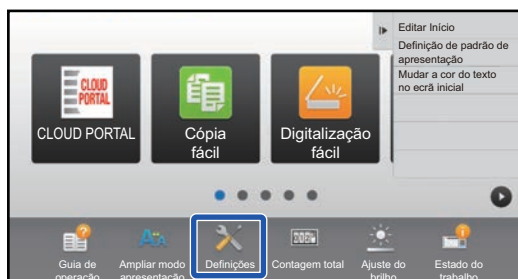 Editar Início
Definição de padrão de
apresentação
Mudar a cor do texto
no ecrã inicial
CLOUD
PORTAL
CLOUD PORTAL
Cópia
fácil
Digitalização
fácil
Guia de
operação
Ampliar modo
apresentação
Definições
Contagem total
Ajuste do
brilho
Estado do
trabalho